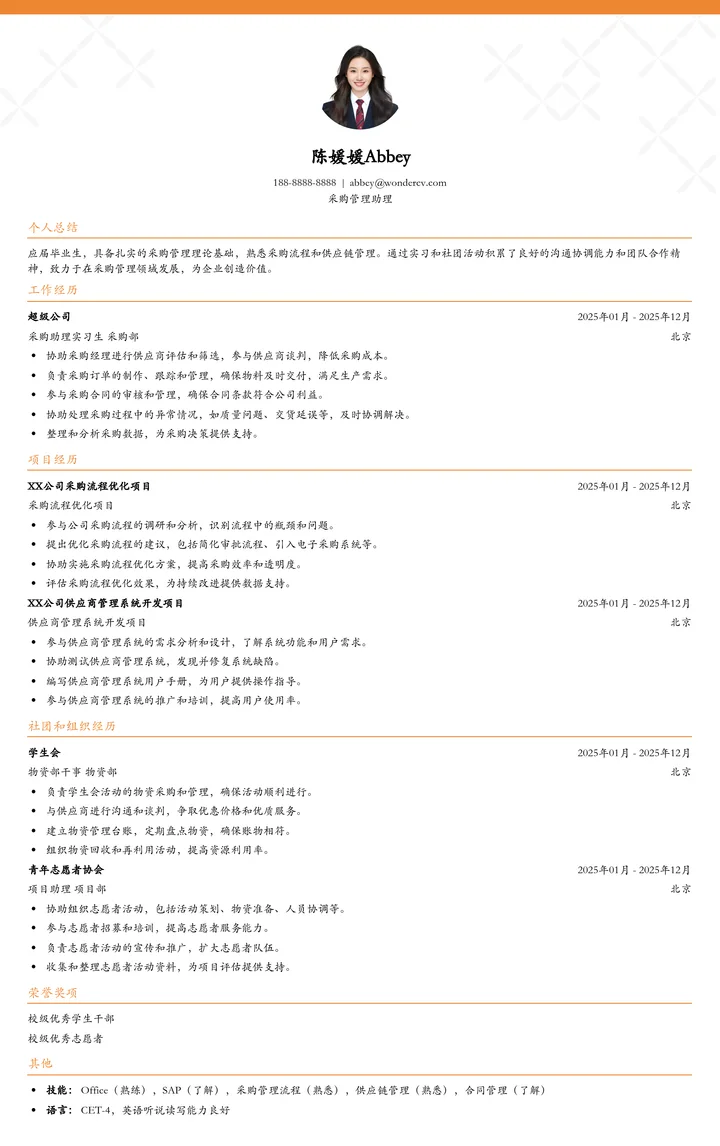 陈媛媛Abbey
188-8888-8888 | abbey@wondercv.com
采购管理助理
个人总结
应届毕业生，具备扎实的采购管理理论基础，熟悉采购流程和供应链管理。通过实习和社团活动积累了良好的沟通协调能力和团队合作精
神，致力于在采购管理领域发展，为企业创造价值。
工作经历
超级公司 2025年01月 - 2025年12月
采购助理实习生 采购部 北京
• 协助采购经理进行供应商评估和筛选，参与供应商谈判，降低采购成本。
• 负责采购订单的制作、跟踪和管理，确保物料及时交付，满足生产需求。
• 参与采购合同的审核和管理，确保合同条款符合公司利益。
• 协助处理采购过程中的异常情况，如质量问题、交货延误等，及时协调解决。
• 整理和分析采购数据，为采购决策提供支持。
项目经历
XX公司采购流程优化项目 2025年01月 - 2025年12月
采购流程优化项目 北京
• 参与公司采购流程的调研和分析，识别流程中的瓶颈和问题。
• 提出优化采购流程的建议，包括简化审批流程、引入电子采购系统等。
• 协助实施采购流程优化方案，提高采购效率和透明度。
• 评估采购流程优化效果，为持续改进提供数据支持。
XX公司供应商管理系统开发项目 2025年01月 - 2025年12月
供应商管理系统开发项目 北京
• 参与供应商管理系统的需求分析和设计，了解系统功能和用户需求。
• 协助测试供应商管理系统，发现并修复系统缺陷。
• 编写供应商管理系统用户手册，为用户提供操作指导。
• 参与供应商管理系统的推广和培训，提高用户使用率。
社团和组织经历
学生会 2025年01月 - 2025年12月
物资部干事 物资部 北京
• 负责学生会活动的物资采购和管理，确保活动顺利进行。
• 与供应商进行沟通和谈判，争取优惠价格和优质服务。
• 建立物资管理台账，定期盘点物资，确保账物相符。
• 组织物资回收和再利用活动，提高资源利用率。
青年志愿者协会 2025年01月 - 2025年12月
项目助理 项目部 北京
• 协助组织志愿者活动，包括活动策划、物资准备、人员协调等。
• 参与志愿者招募和培训，提高志愿者服务能力。
• 负责志愿者活动的宣传和推广，扩大志愿者队伍。
• 收集和整理志愿者活动资料，为项目评估提供支持。
荣誉奖项
校级优秀学生干部
校级优秀志愿者
其他
• 技能： Office（熟练），SAP（了解），采购管理流程（熟悉），供应链管理（熟悉），合同管理（了解）
• 语言： CET-4，英语听说读写能力良好